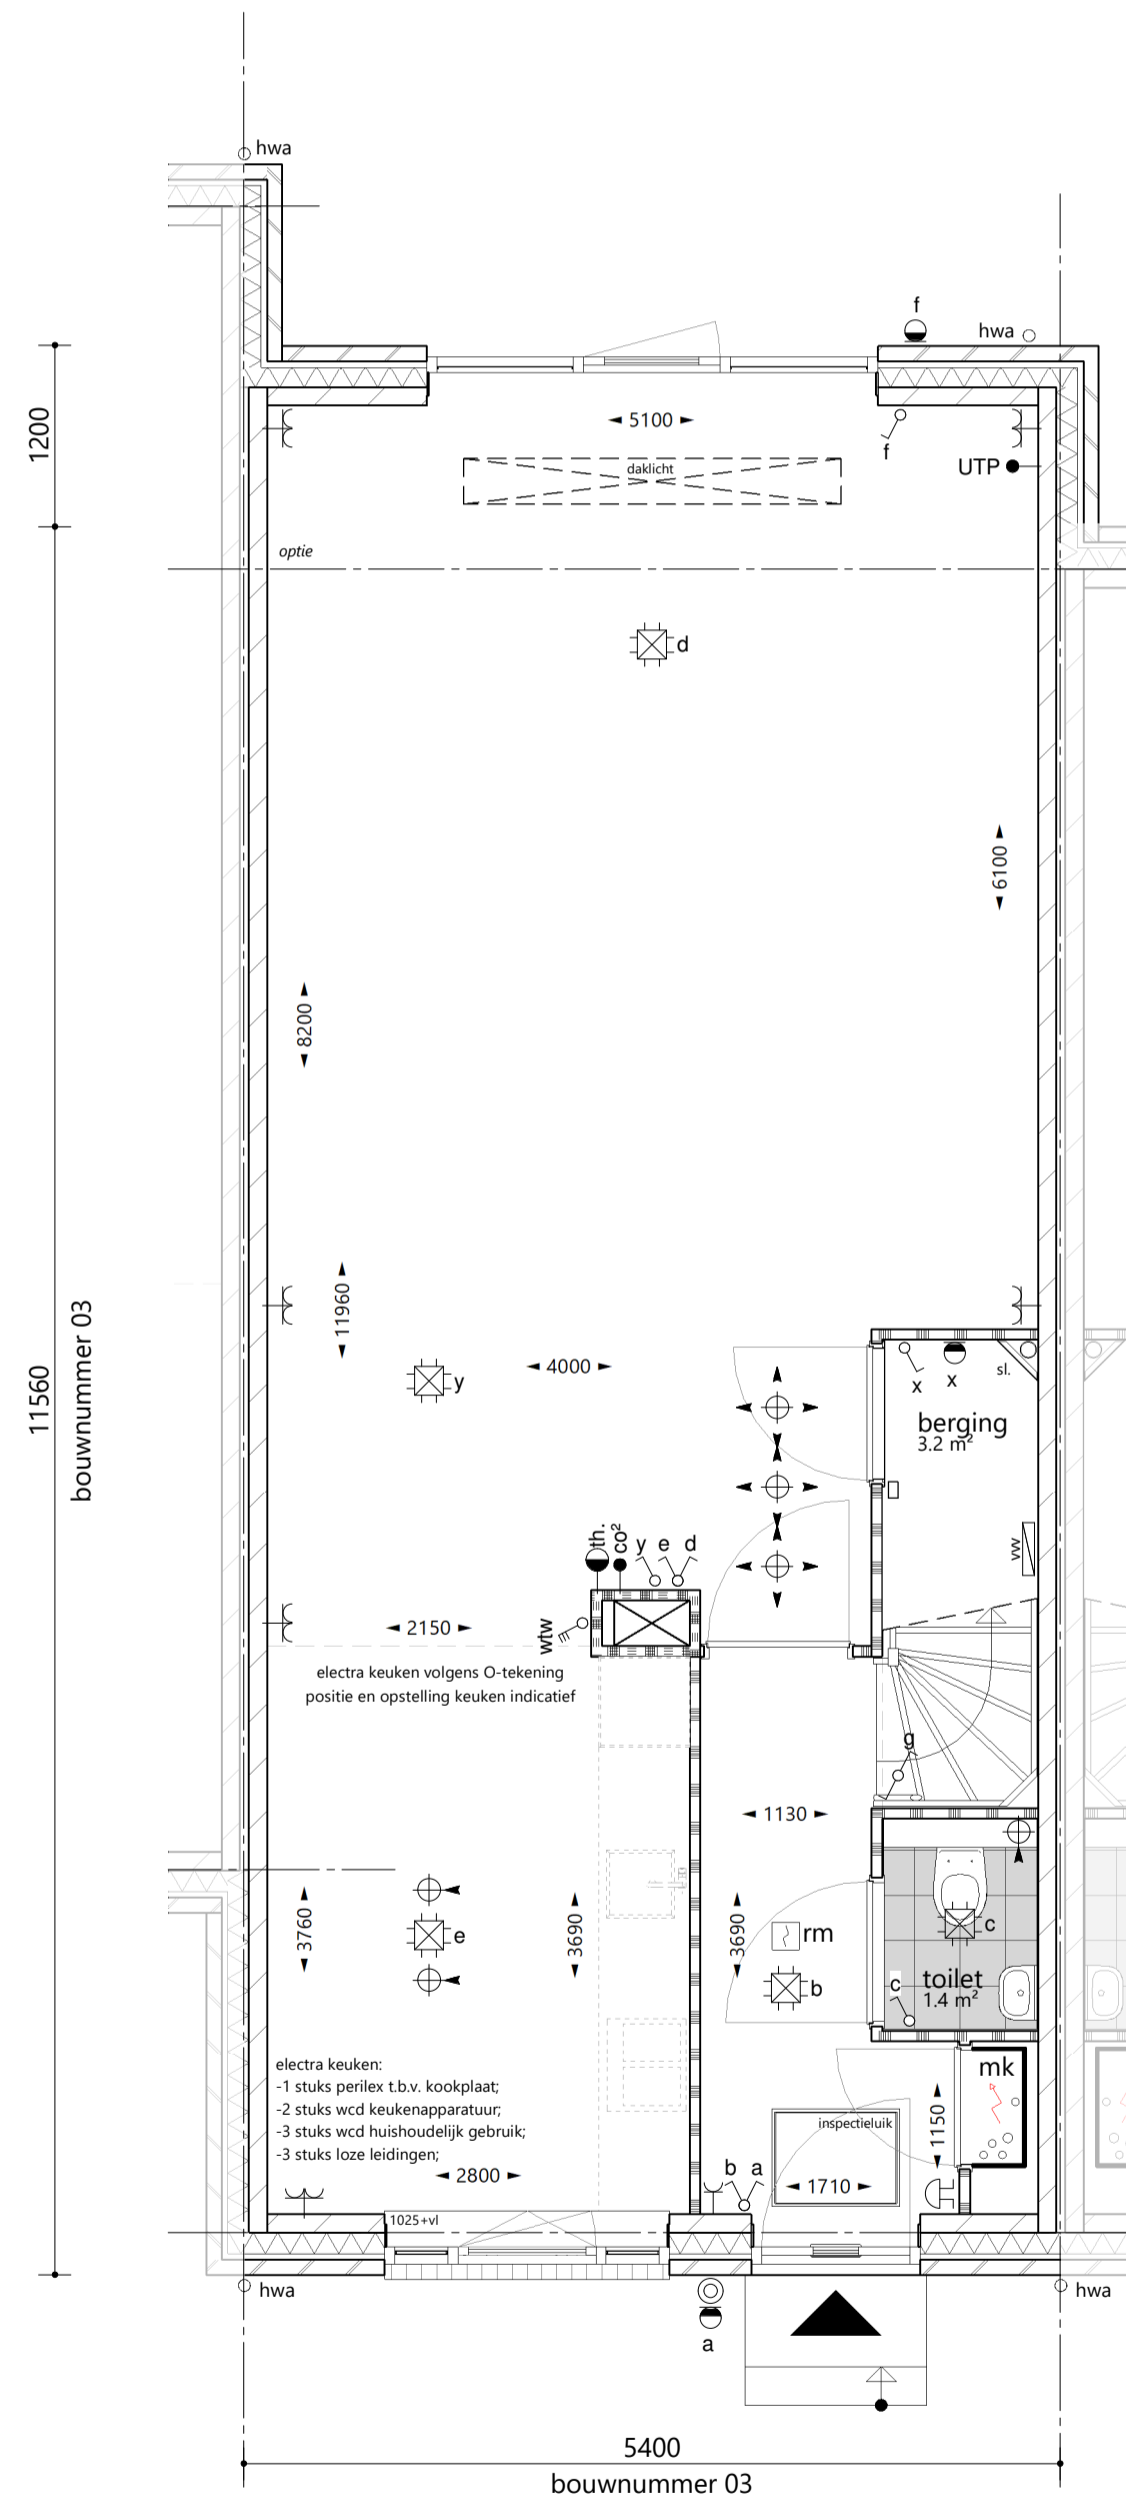 hwa
f
hwa
1200
5100
f
daklicht
UTP
optie
d
6100
8200
11960
4000
y
x
x
sl.
berging
3.2 m²
11560
bouwnummer 03
th.
co²
y e d
vw
wtw
2150
electra keuken volgens O-tekening
positie en opstelling keuken indicatief
g
1130
3760
e
3690
3690
rm
b
c
c
toilet
1.4 m²
electra keuken:
-1 stuks perilex t.b.v. kookplaat;
-2 stuks wcd keukenapparatuur;
-3 stuks wcd huishoudelijk gebruik;
-3 stuks loze leidingen;
mk
inspectieluik
1150
2800
b a
1710
1025+vl
hwa
hwa
a
5400
bouwnummer 03